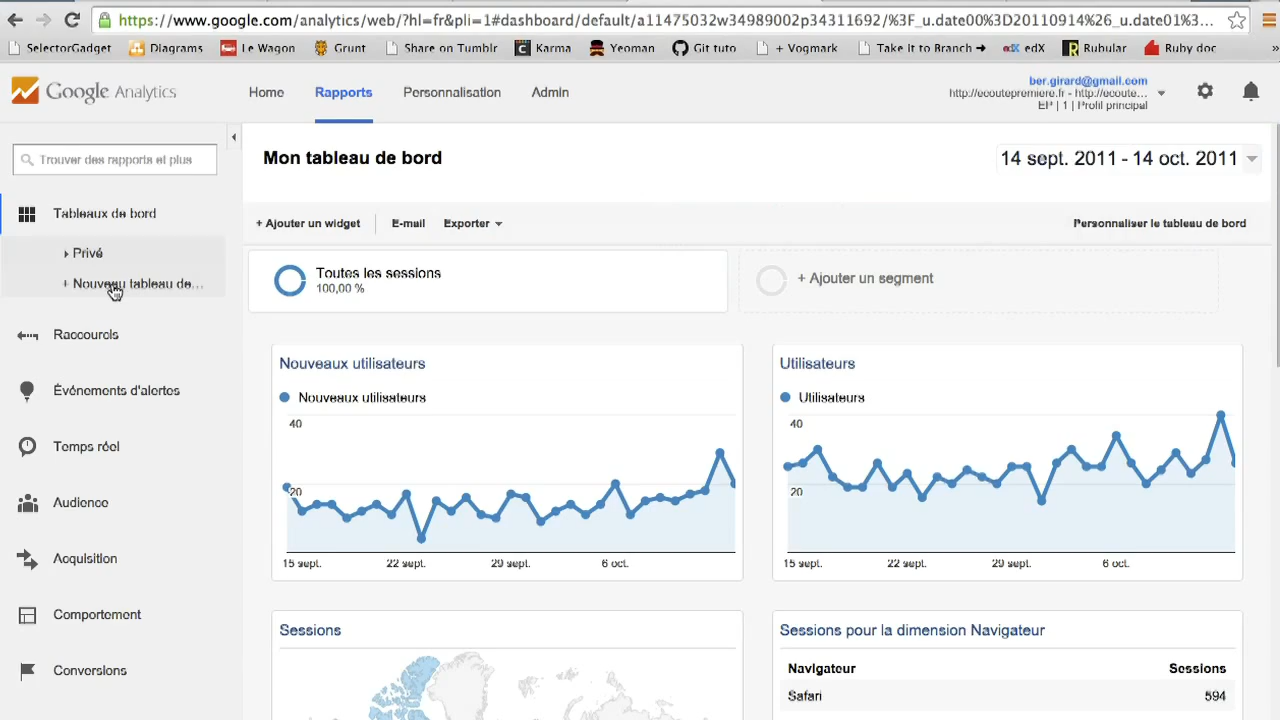 https://www.google.com/analytics/web/?hl=fr&pli=1#dashboard/default/a11475032w34989002p34311692/%3F_u.date00%3D20110914%26_u.date01%3...
SelectorGadget Diagrams Le Wagon Grunt Share on Tumblr Karma Yeoman Git tuto + Vogmark Take It to Branch → edX Rubular Ruby doc »
Google Analytics
Home Rapports Personnalisation Admin
ber.girard@gmail.com
http://ecoutepremiere.fr - http://ecoute...
EP | 1 | Profil principal
Trouver des rapports et plus
Tableaux de bord
Privé
+ Nouveau tableau de...
Raccourcis
Événements d'alertes
Temps réel
Audience
Acquisition
Comportement
Conversions
Mon tableau de bord
14 sept. 2011 - 14 oct. 2011
+ Ajouter un widget E-mail Exporter
Personnaliser le tableau de bord
Toutes les sessions
100,00 %
+ Ajouter un segment
Nouveaux utilisateurs
Nouveaux utilisateurs
40
20
15 sept. 22 sept. 29 sept. 6 oct.
Utilisateurs
Utilisateurs
40
20
15 sept. 22 sept. 29 sept. 6 oct.
Sessions
Sessions pour la dimension Navigateur
Navigateur Sessions
Safari 594